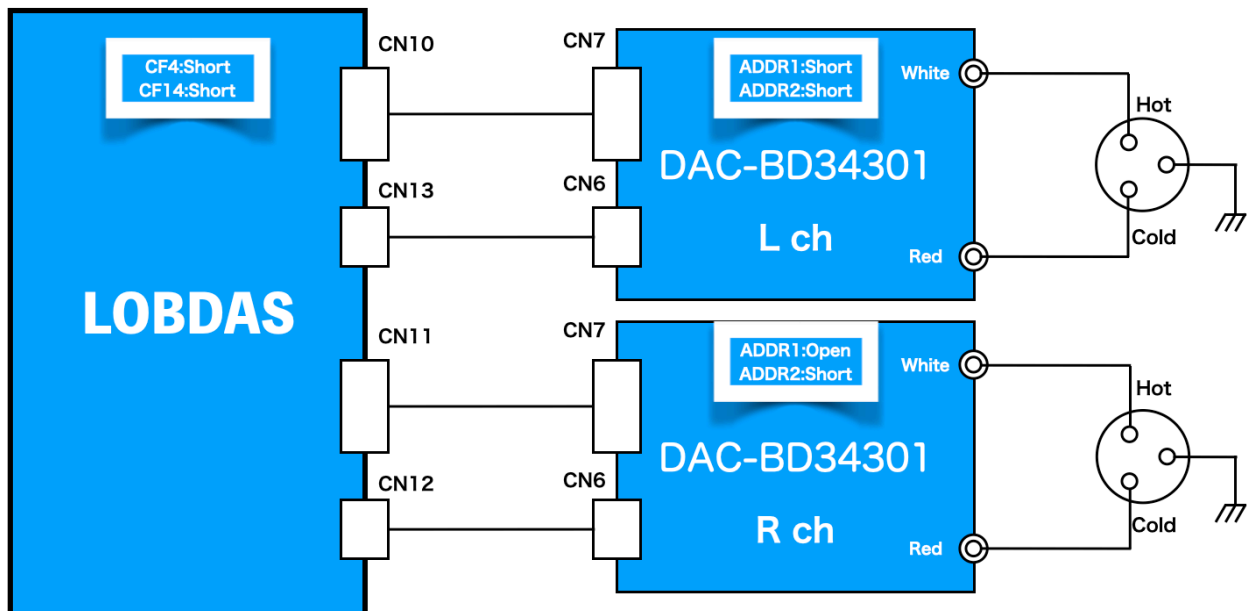 CF4:Short
CF14:Short
LOBDAS
CN10
CN13
CN11
CN12
CN7
CN6
ADDR1:Short
ADDR2:Short
White
DAC-BD34301
L ch
Red
Hot
Cold
CN7
CN6
ADDR1:Open
ADDR2:Short
White
DAC-BD34301
R ch
Red
Hot
Cold